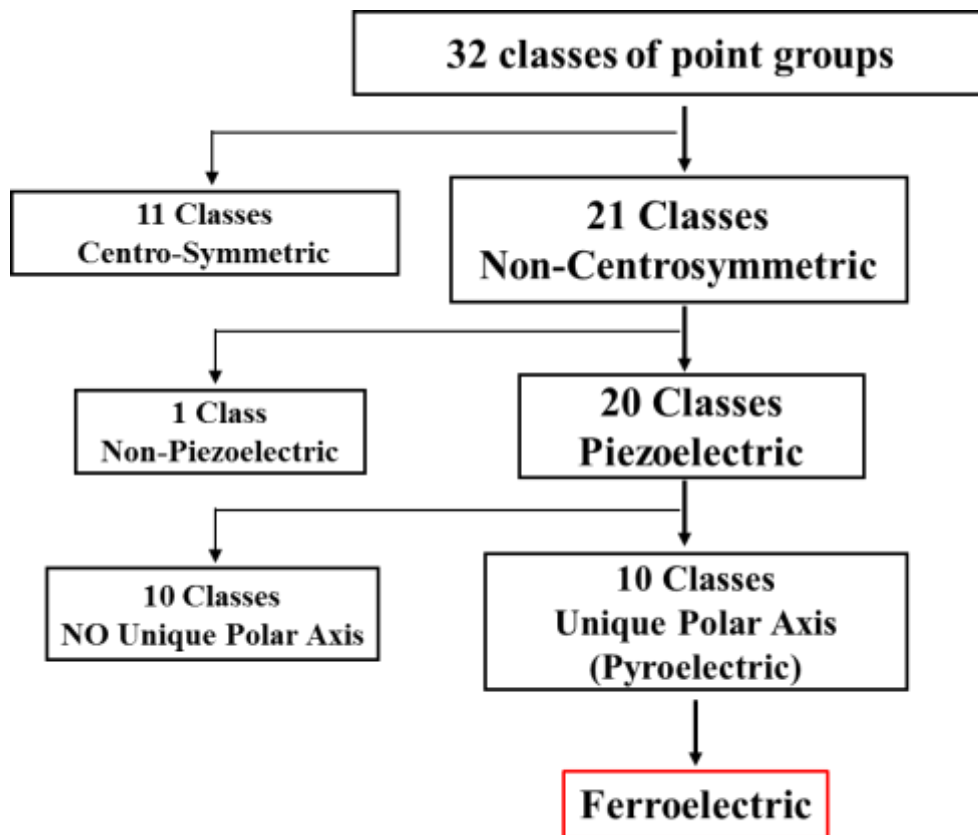 32 classes of point groups
11 Classes
Centro-Symmetric
21 Classes
Non-Centrosymmetric
1 Class
Non-Piezoelectric
20 Classes
Piezoelectric
10 Classes
NO Unique Polar Axis
10 Classes
Unique Polar Axis
(Pyroelectric)
Ferroelectric